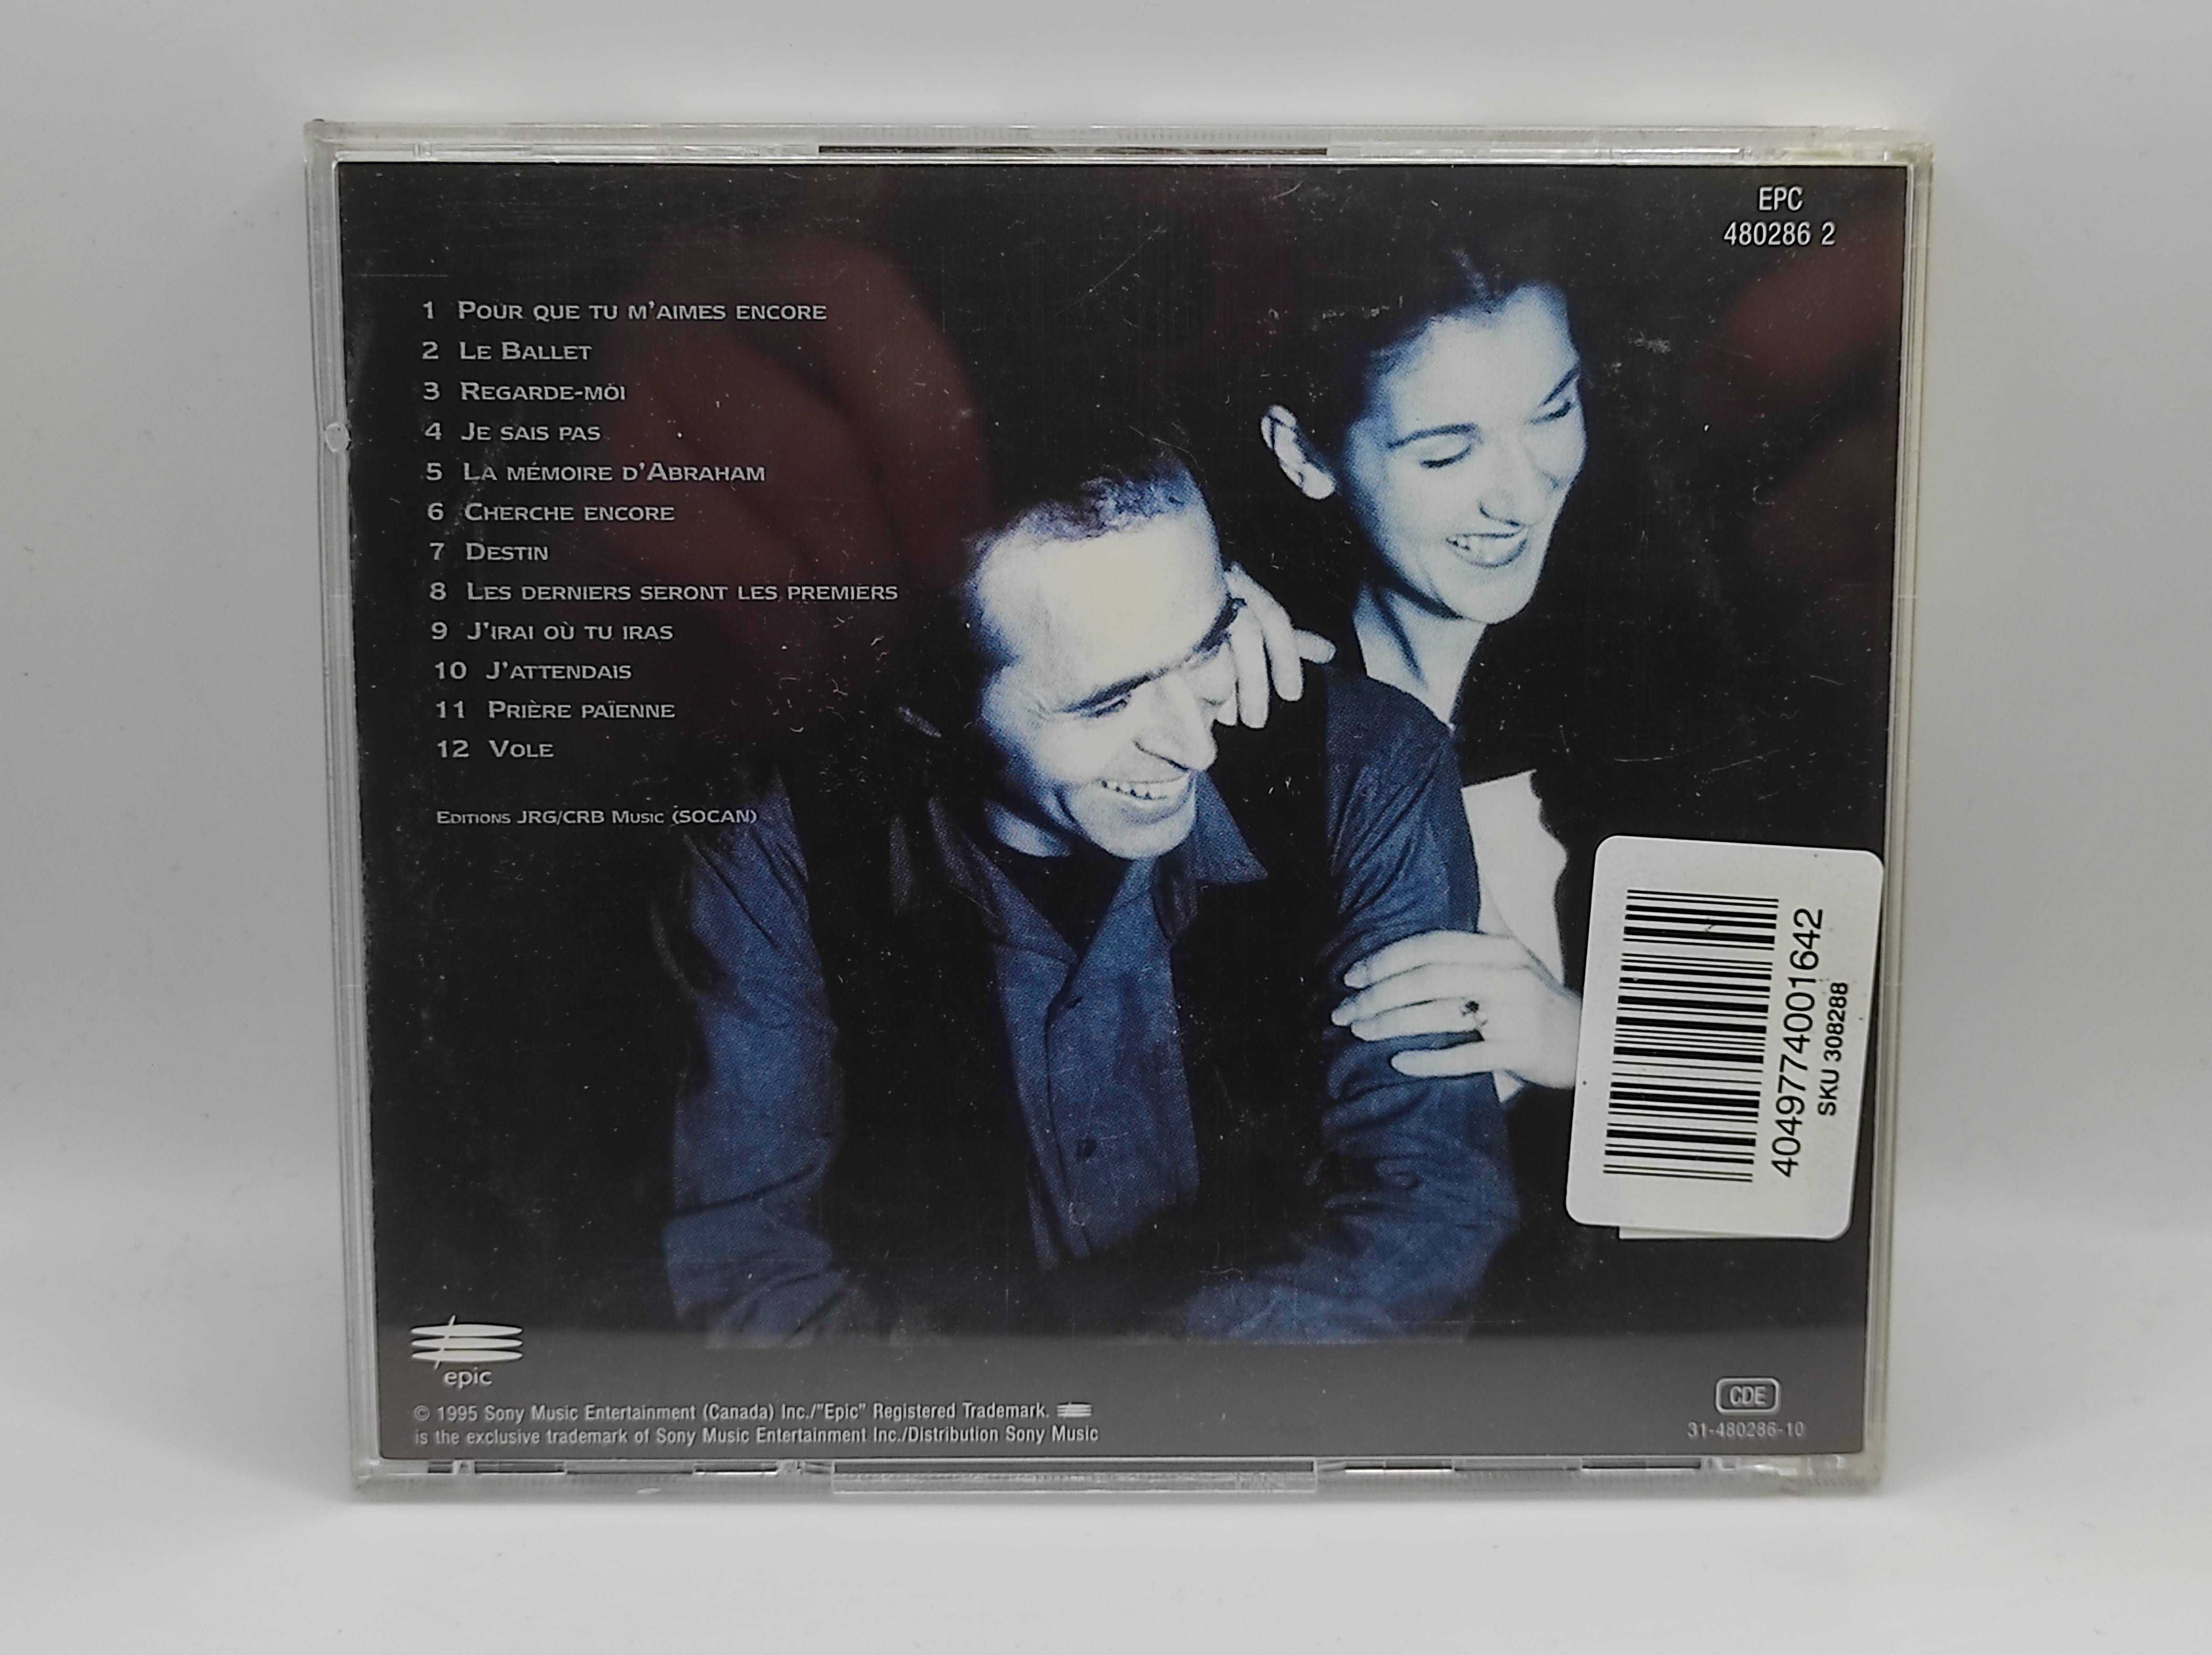 EPC
480286 2
1 Pour que tu m'aimes encore
2 Le Ballet
3 Regarde-moi
4 Je sais pas
5 La mémoire d'Abraham
6 Cherche encore
7 Destin
8 Les derniers seront les premiers
9 J'irai où tu iras
10 J'attendais
11 Prière païenne
12 Vole
Editions JRG/CRB Music (SOCAN)
4049774001642
SKU 308288
epic
© 1995 Sony Music Entertainment (Canada) Inc./"Epic" Registered Trademark.
is the exclusive trademark of Sony Music Entertainment Inc./Distribution Sony Music
CDE
31-480286-10